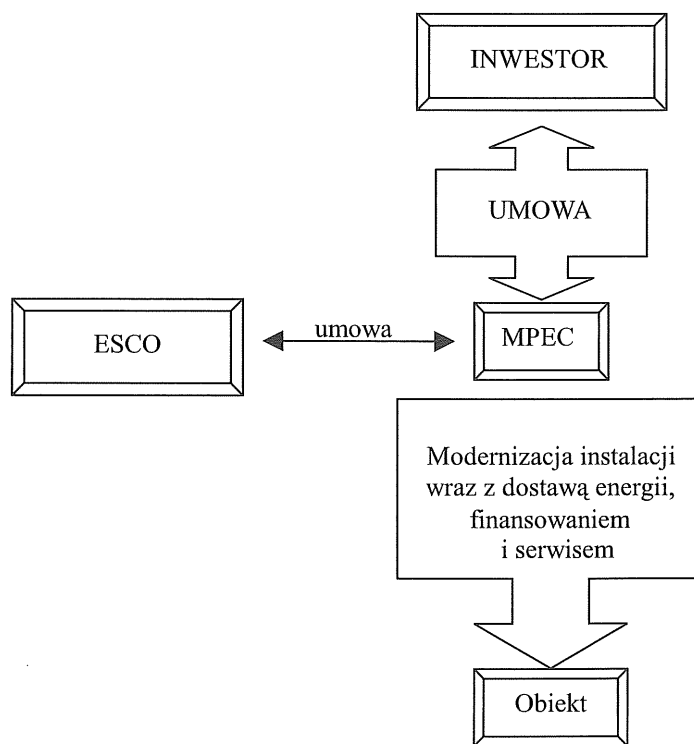 INWESTOR
UMOWA
ESCO
umowa
MPEC
Modernizacja instalacji
wraz z dostawą energii,
finansowaniem
i serwisem
Obiekt